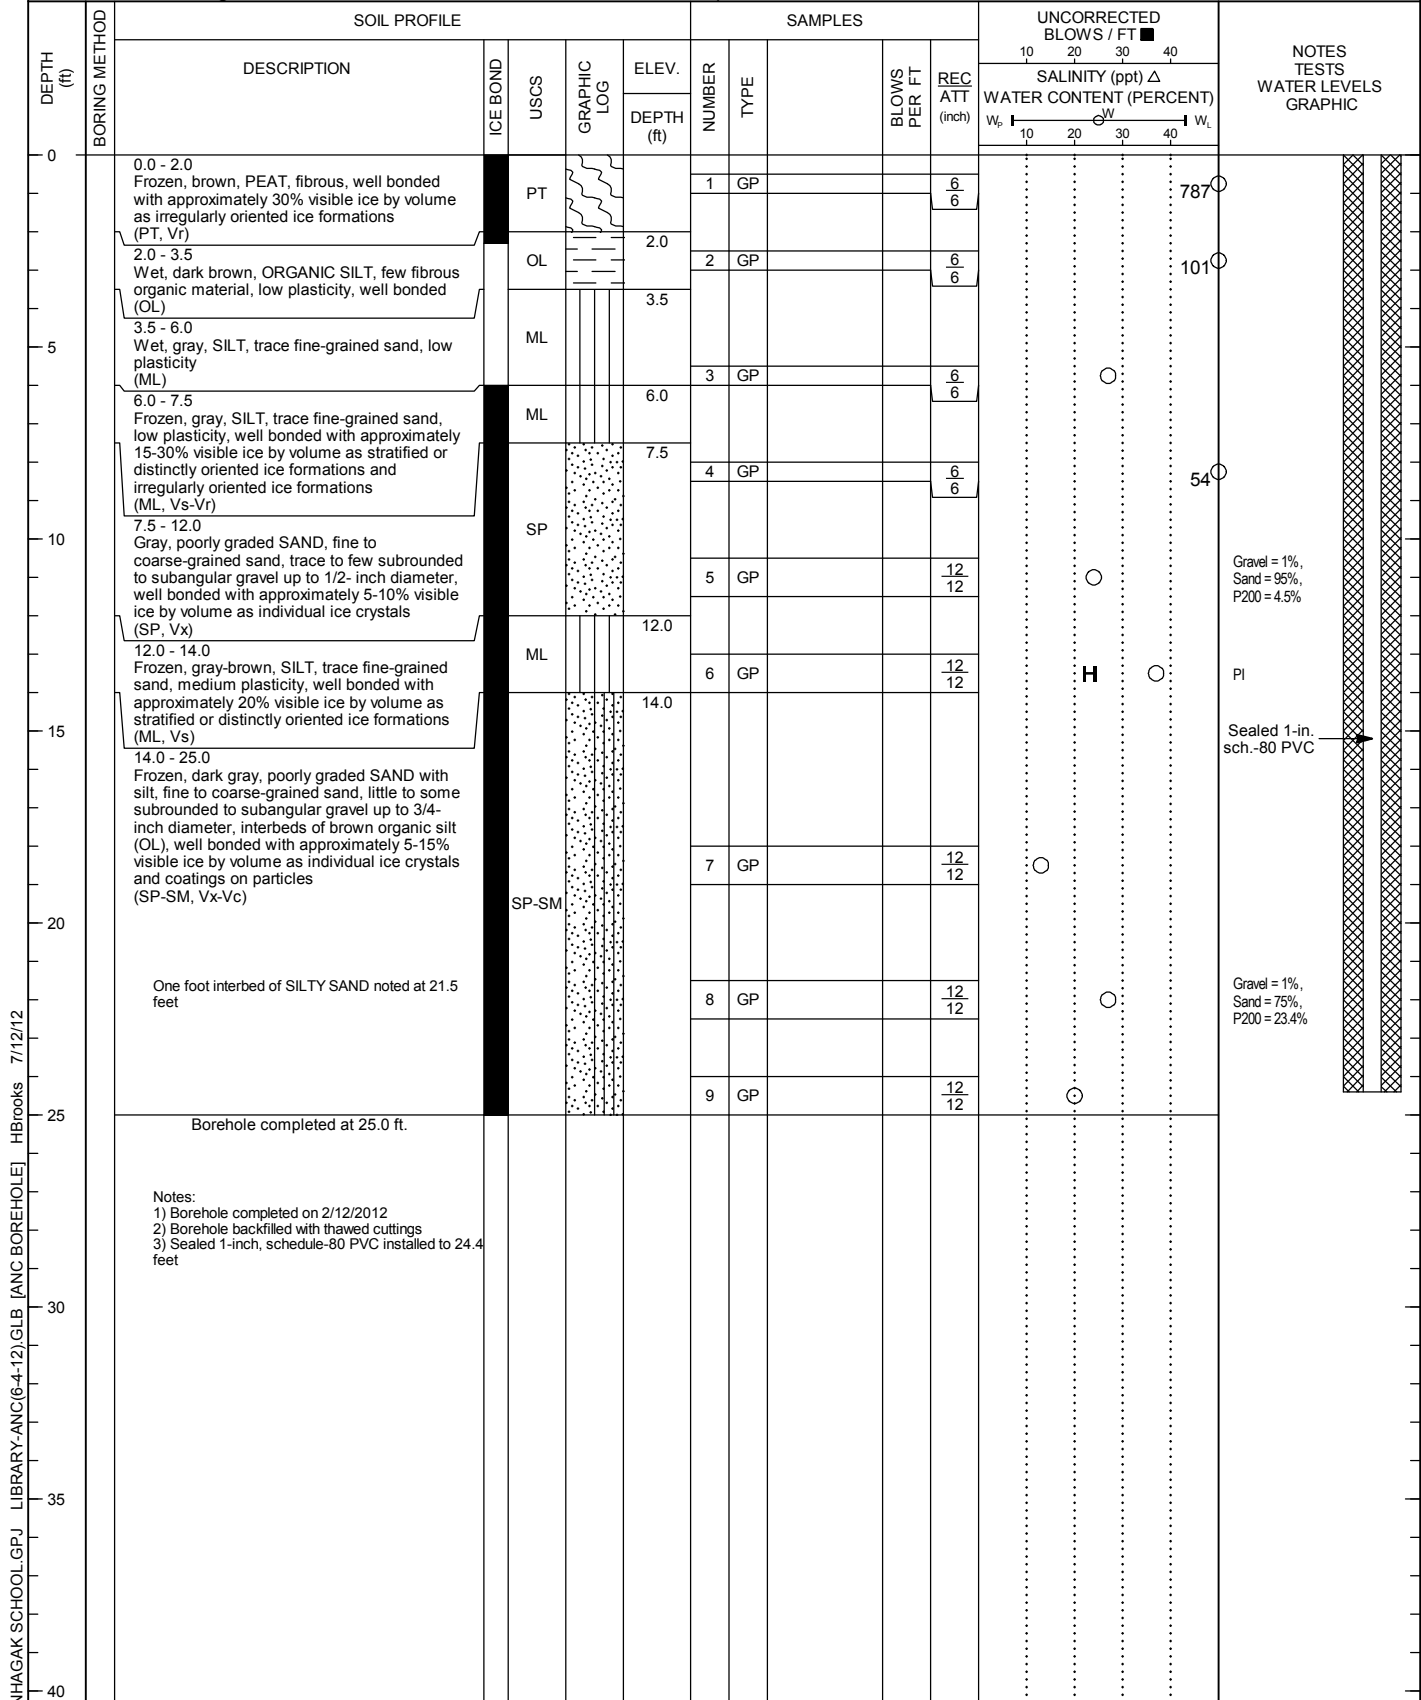 SOIL PROFILE
SAMPLES
UNCORRECTED
BLOWS / FT ■
10 20 30 40
SALINITY (ppt) △
WATER CONTENT (PERCENT)
Wp W WL
10 20 30 40
NOTES
TESTS
WATER LEVELS
GRAPHIC
DEPTH
(ft)
BORING METHOD
DESCRIPTION
ICE BOND
USCS
GRAPHIC
LOG
ELEV.
DEPTH
(ft)
NUMBER
TYPE
BLOWS
PER FT
REC
ATT
(inch)
0
0.0 - 2.0
Frozen, brown, PEAT, fibrous, well bonded
with approximately 30% visible ice by volume
as irregularly oriented ice formations
(PT, Vr)
PT
1 GP 6
6
787
2.0
2.0 - 3.5
Wet, dark brown, ORGANIC SILT, few fibrous
organic material, low plasticity, well bonded
(OL)
OL
2 GP 6
6
101
3.5
3.5 - 6.0
Wet, gray, SILT, trace fine-grained sand, low
plasticity
(ML)
ML
5
3 GP 6
6
6.0
6.0 - 7.5
Frozen, gray, SILT, trace fine-grained sand,
low plasticity, well bonded with approximately
15-30% visible ice by volume as stratified or
distinctly oriented ice formations and
irregularly oriented ice formations
(ML, Vs-Vr)
ML
7.5
4 GP 6
6
54
7.5 - 12.0
Gray, poorly graded SAND, fine to
coarse-grained sand, trace to few subrounded
to subangular gravel up to 1/2- inch diameter,
well bonded with approximately 5-10% visible
ice by volume as individual ice crystals
(SP, Vx)
SP
10
5 GP 12
12
Gravel = 1%,
Sand = 95%,
P200 = 4.5%
12.0
12.0 - 14.0
Frozen, gray-brown, SILT, trace fine-grained
sand, medium plasticity, well bonded with
approximately 20% visible ice by volume as
stratified or distinctly oriented ice formations
(ML, Vs)
ML
6 GP 12
12
PI
14.0
15
Sealed 1-in.
sch.-80 PVC
14.0 - 25.0
Frozen, dark gray, poorly graded SAND with
silt, fine to coarse-grained sand, little to some
subrounded to subangular gravel up to 3/4-
inch diameter, interbeds of brown organic silt
(OL), well bonded with approximately 5-15%
visible ice by volume as individual ice crystals
and coatings on particles
(SP-SM, Vx-Vc)
SP-SM
7 GP 12
12
20
One foot interbed of SILTY SAND noted at 21.5
feet
8 GP 12
12
Gravel = 1%,
Sand = 75%,
P200 = 23.4%
9 GP 12
12
25
Borehole completed at 25.0 ft.
Notes:
1) Borehole completed on 2/12/2012
2) Borehole backfilled with thawed cuttings
3) Sealed 1-inch, schedule-80 PVC installed to 24.4
feet
30
35
40
NHAGAK SCHOOL.GPJ LIBRARY-ANC(6-4-12).GLB [ANC BOREHOLE] HBrooks 7/12/12